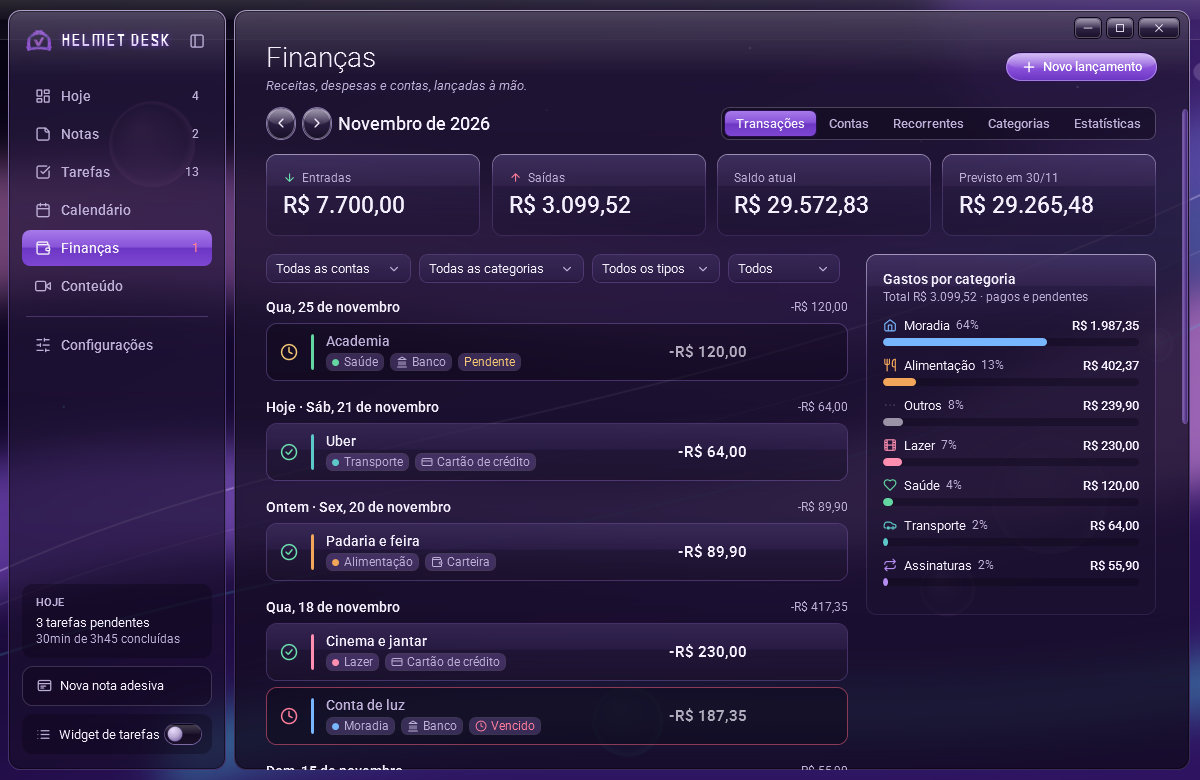 HELMET DESK
Hoje 4
Notas 2
Tarefas 13
Calendário
Finanças 1
Conteúdo
Configurações
HOJE
3 tarefas pendentes
30min de 3h45 concluídas
Nova nota adesiva
Widget de tarefas
Finanças
Receitas, despesas e contas, lançadas à mão.
Novo lançamento
Novembro de 2026
Transações Contas Recorrentes Categorias Estatísticas
Entradas
R$ 7.700,00
Saídas
R$ 3.099,52
Saldo atual
R$ 29.572,83
Previsto em 30/11
R$ 29.265,48
Todas as contas Todas as categorias Todos os tipos Todos
Qua, 25 de novembro -R$ 120,00
Academia
Saúde Banco Pendente
-R$ 120,00
Hoje · Sáb, 21 de novembro -R$ 64,00
Uber
Transporte Cartão de crédito
-R$ 64,00
Ontem · Sex, 20 de novembro -R$ 89,90
Padaria e feira
Alimentação Carteira
-R$ 89,90
Qua, 18 de novembro -R$ 417,35
Cinema e jantar
Lazer Cartão de crédito
-R$ 230,00
Conta de luz
Moradia Banco Vencido
-R$ 187,35
Dom, 15 de novembro -R$ 55,90
Gastos por categoria
Total R$ 3.099,52 · pagos e pendentes
Moradia 64% R$ 1.987,35
Alimentação 13% R$ 402,37
Outros 8% R$ 239,90
Lazer 7% R$ 230,00
Saúde 4% R$ 120,00
Transporte 2% R$ 64,00
Assinaturas 2% R$ 55,90